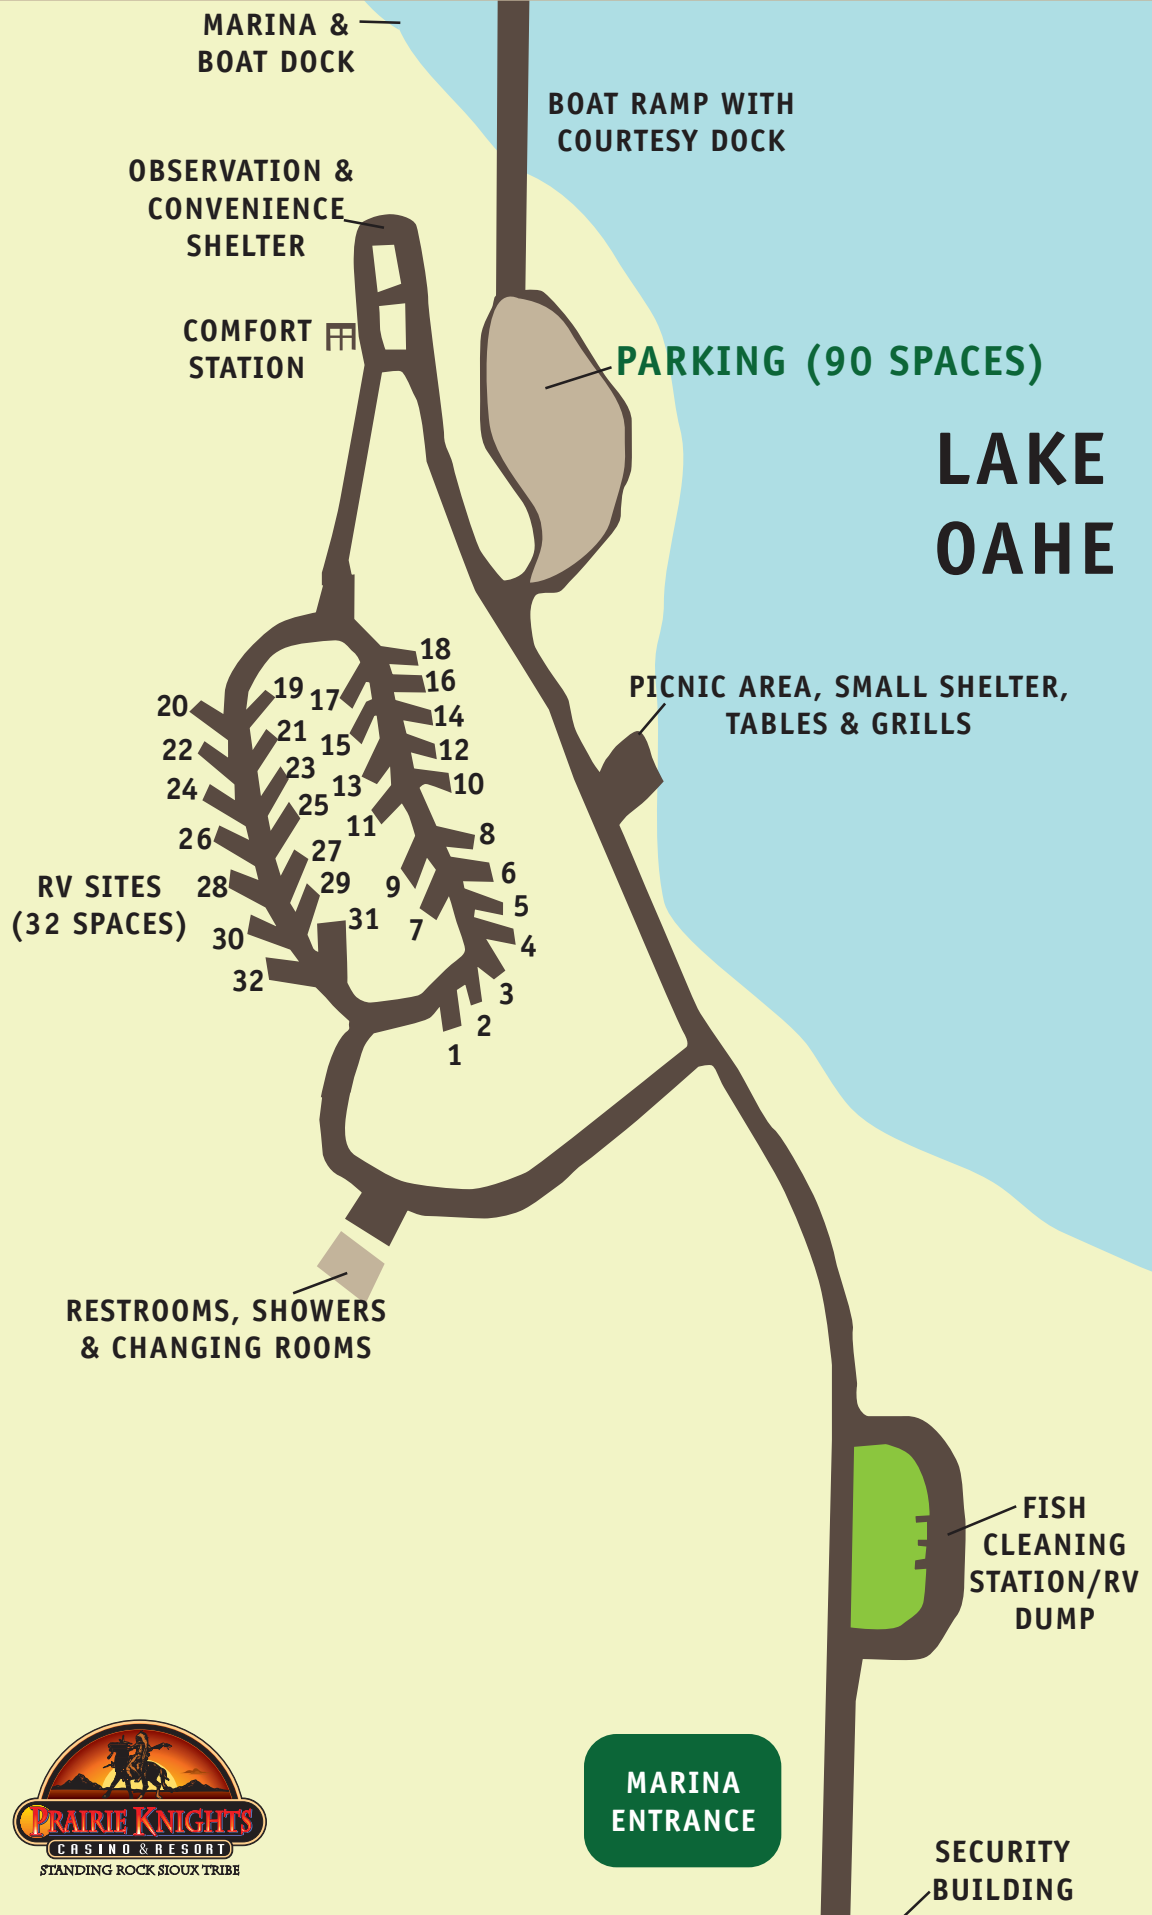 MARINA &
BOAT DOCK
BOAT RAMP WITH
COURTESY DOCK
OBSERVATION &
CONVENIENCE
SHELTER
COMFORT
STATION
PARKING (90 SPACES)
LAKE
OAHE
PICNIC AREA, SMALL SHELTER,
TABLES & GRILLS
18
16
14
12
10
8
6
5
4
3
2
1
17
15
13
11
9
7
19
21
23
25
27
29
31
20
22
24
26
28
30
32
RV SITES
(32 SPACES)
RESTROOMS, SHOWERS
& CHANGING ROOMS
FISH
CLEANING
STATION/RV
DUMP
MARINA
ENTRANCE
SECURITY
BUILDING
PRAIRIE KNIGHTS
CASINO & RESORT
STANDING ROCK SIOUX TRIBE